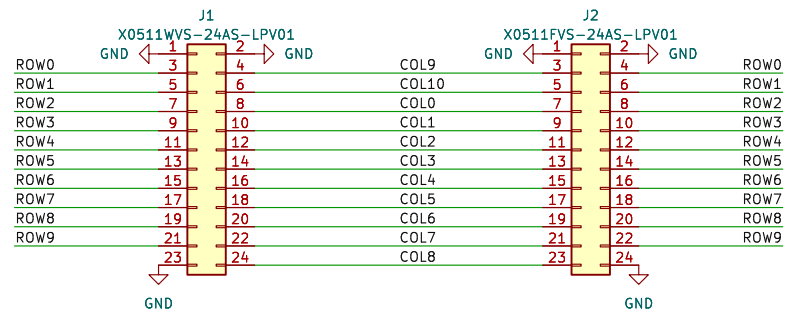 J1 J2
X0511WVS-24AS-LPV01 X0511FVS-24AS-LPV01
GND 1 2 GND GND 1 2 GND
ROW0 3 4 COL9 3 4 ROW0
ROW1 5 6 COL10 5 6 ROW1
ROW2 7 8 COL0 7 8 ROW2
ROW3 9 10 COL1 9 10 ROW3
ROW4 11 12 COL2 11 12 ROW4
ROW5 13 14 COL3 13 14 ROW5
ROW6 15 16 COL4 15 16 ROW6
ROW7 17 18 COL5 17 18 ROW7
ROW8 19 20 COL6 19 20 ROW8
ROW9 21 22 COL7 21 22 ROW9
23 24 COL8 23 24
GND GND